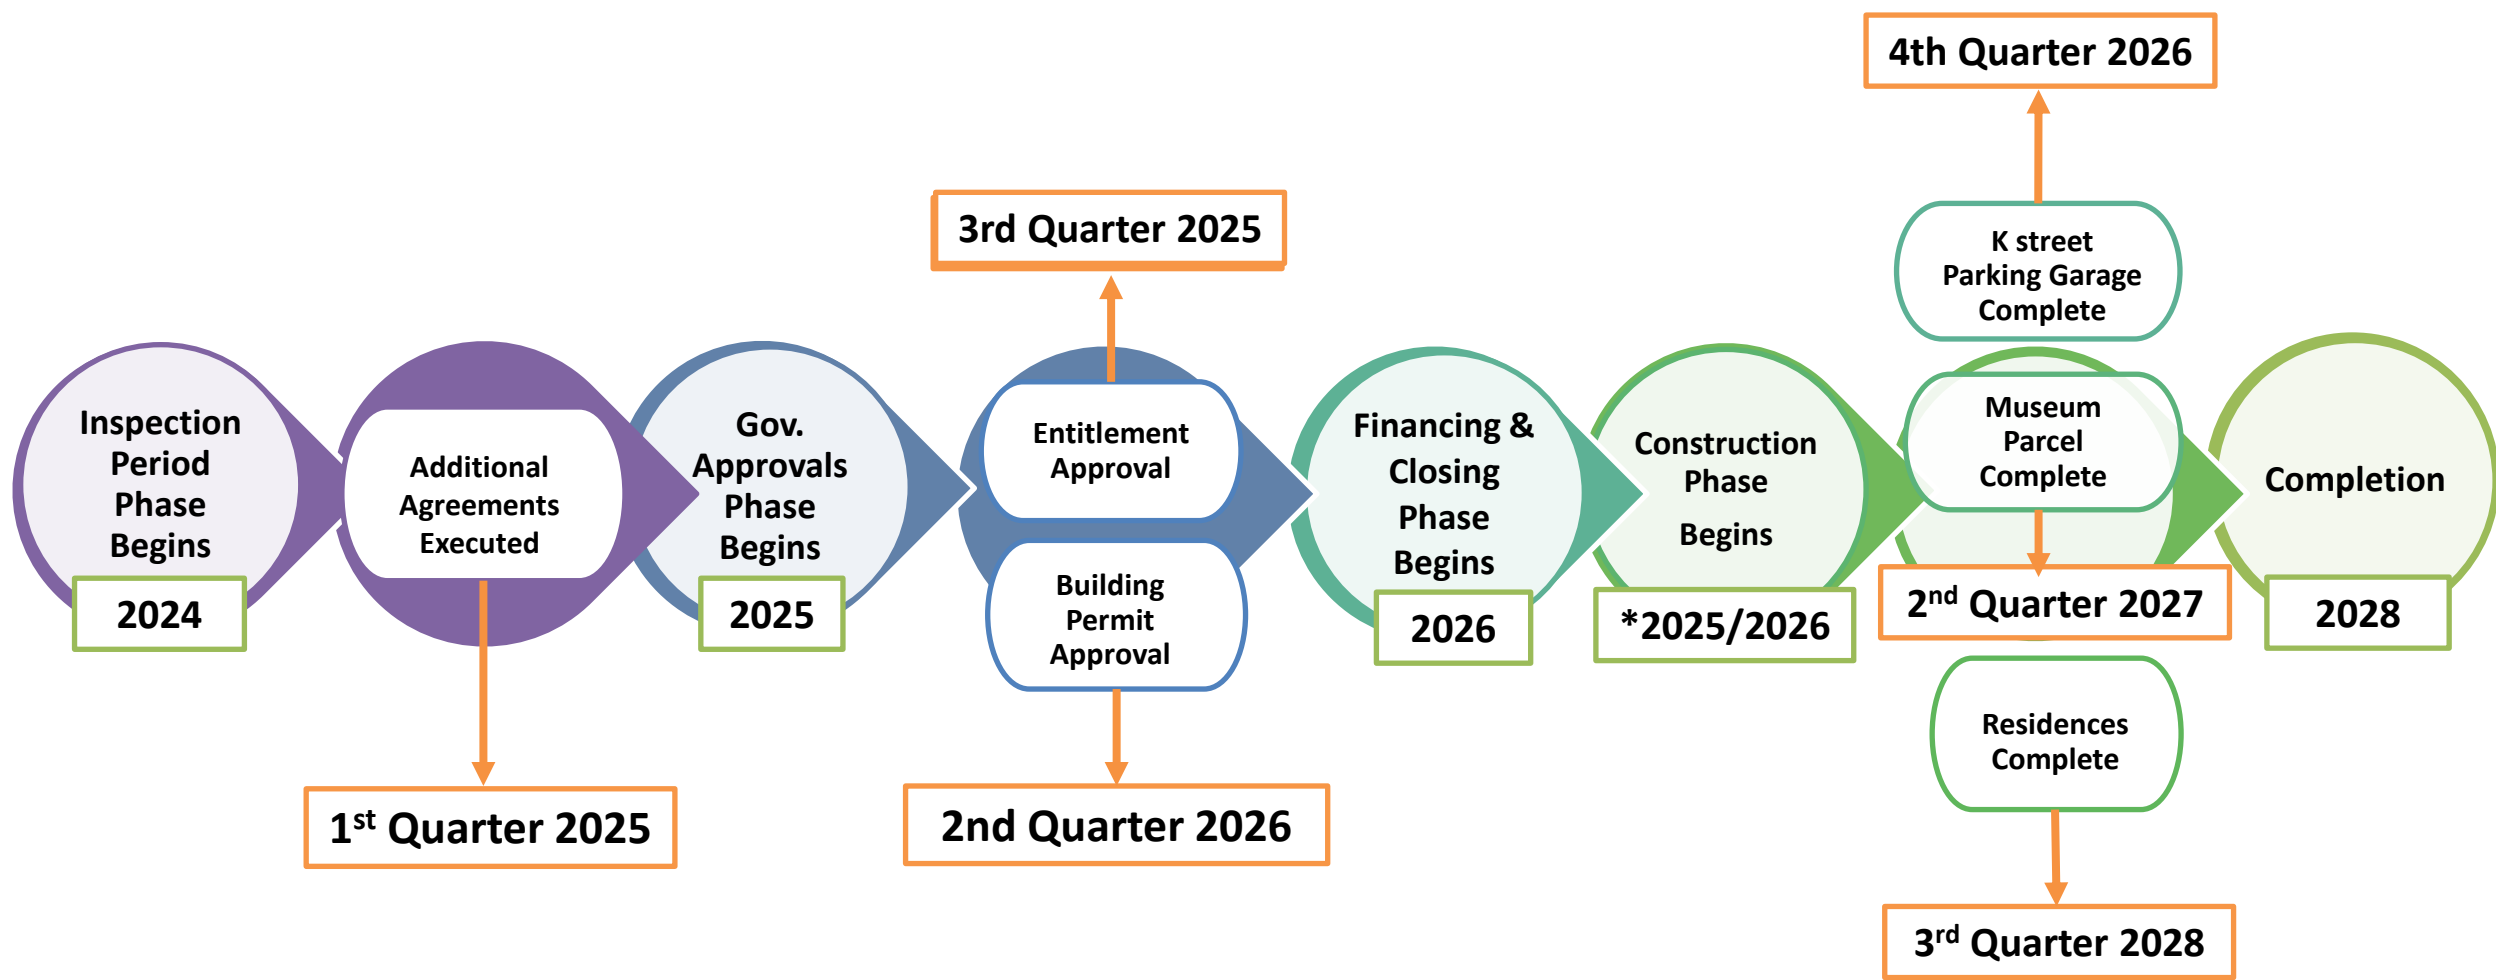 Inspection
Period
Phase
Begins
2024
Additional
Agreements
Executed
1st Quarter 2025
Gov.
Approvals
Phase
Begins
2025
3rd Quarter 2025
Entitlement
Approval
Building
Permit
Approval
2nd Quarter 2026
Financing &
Closing
Phase
Begins
2026
Construction
Phase
Begins
*2025/2026
4th Quarter 2026
K street
Parking Garage
Complete
Museum
Parcel
Complete
2nd Quarter 2027
Residences
Complete
3rd Quarter 2028
Completion
2028